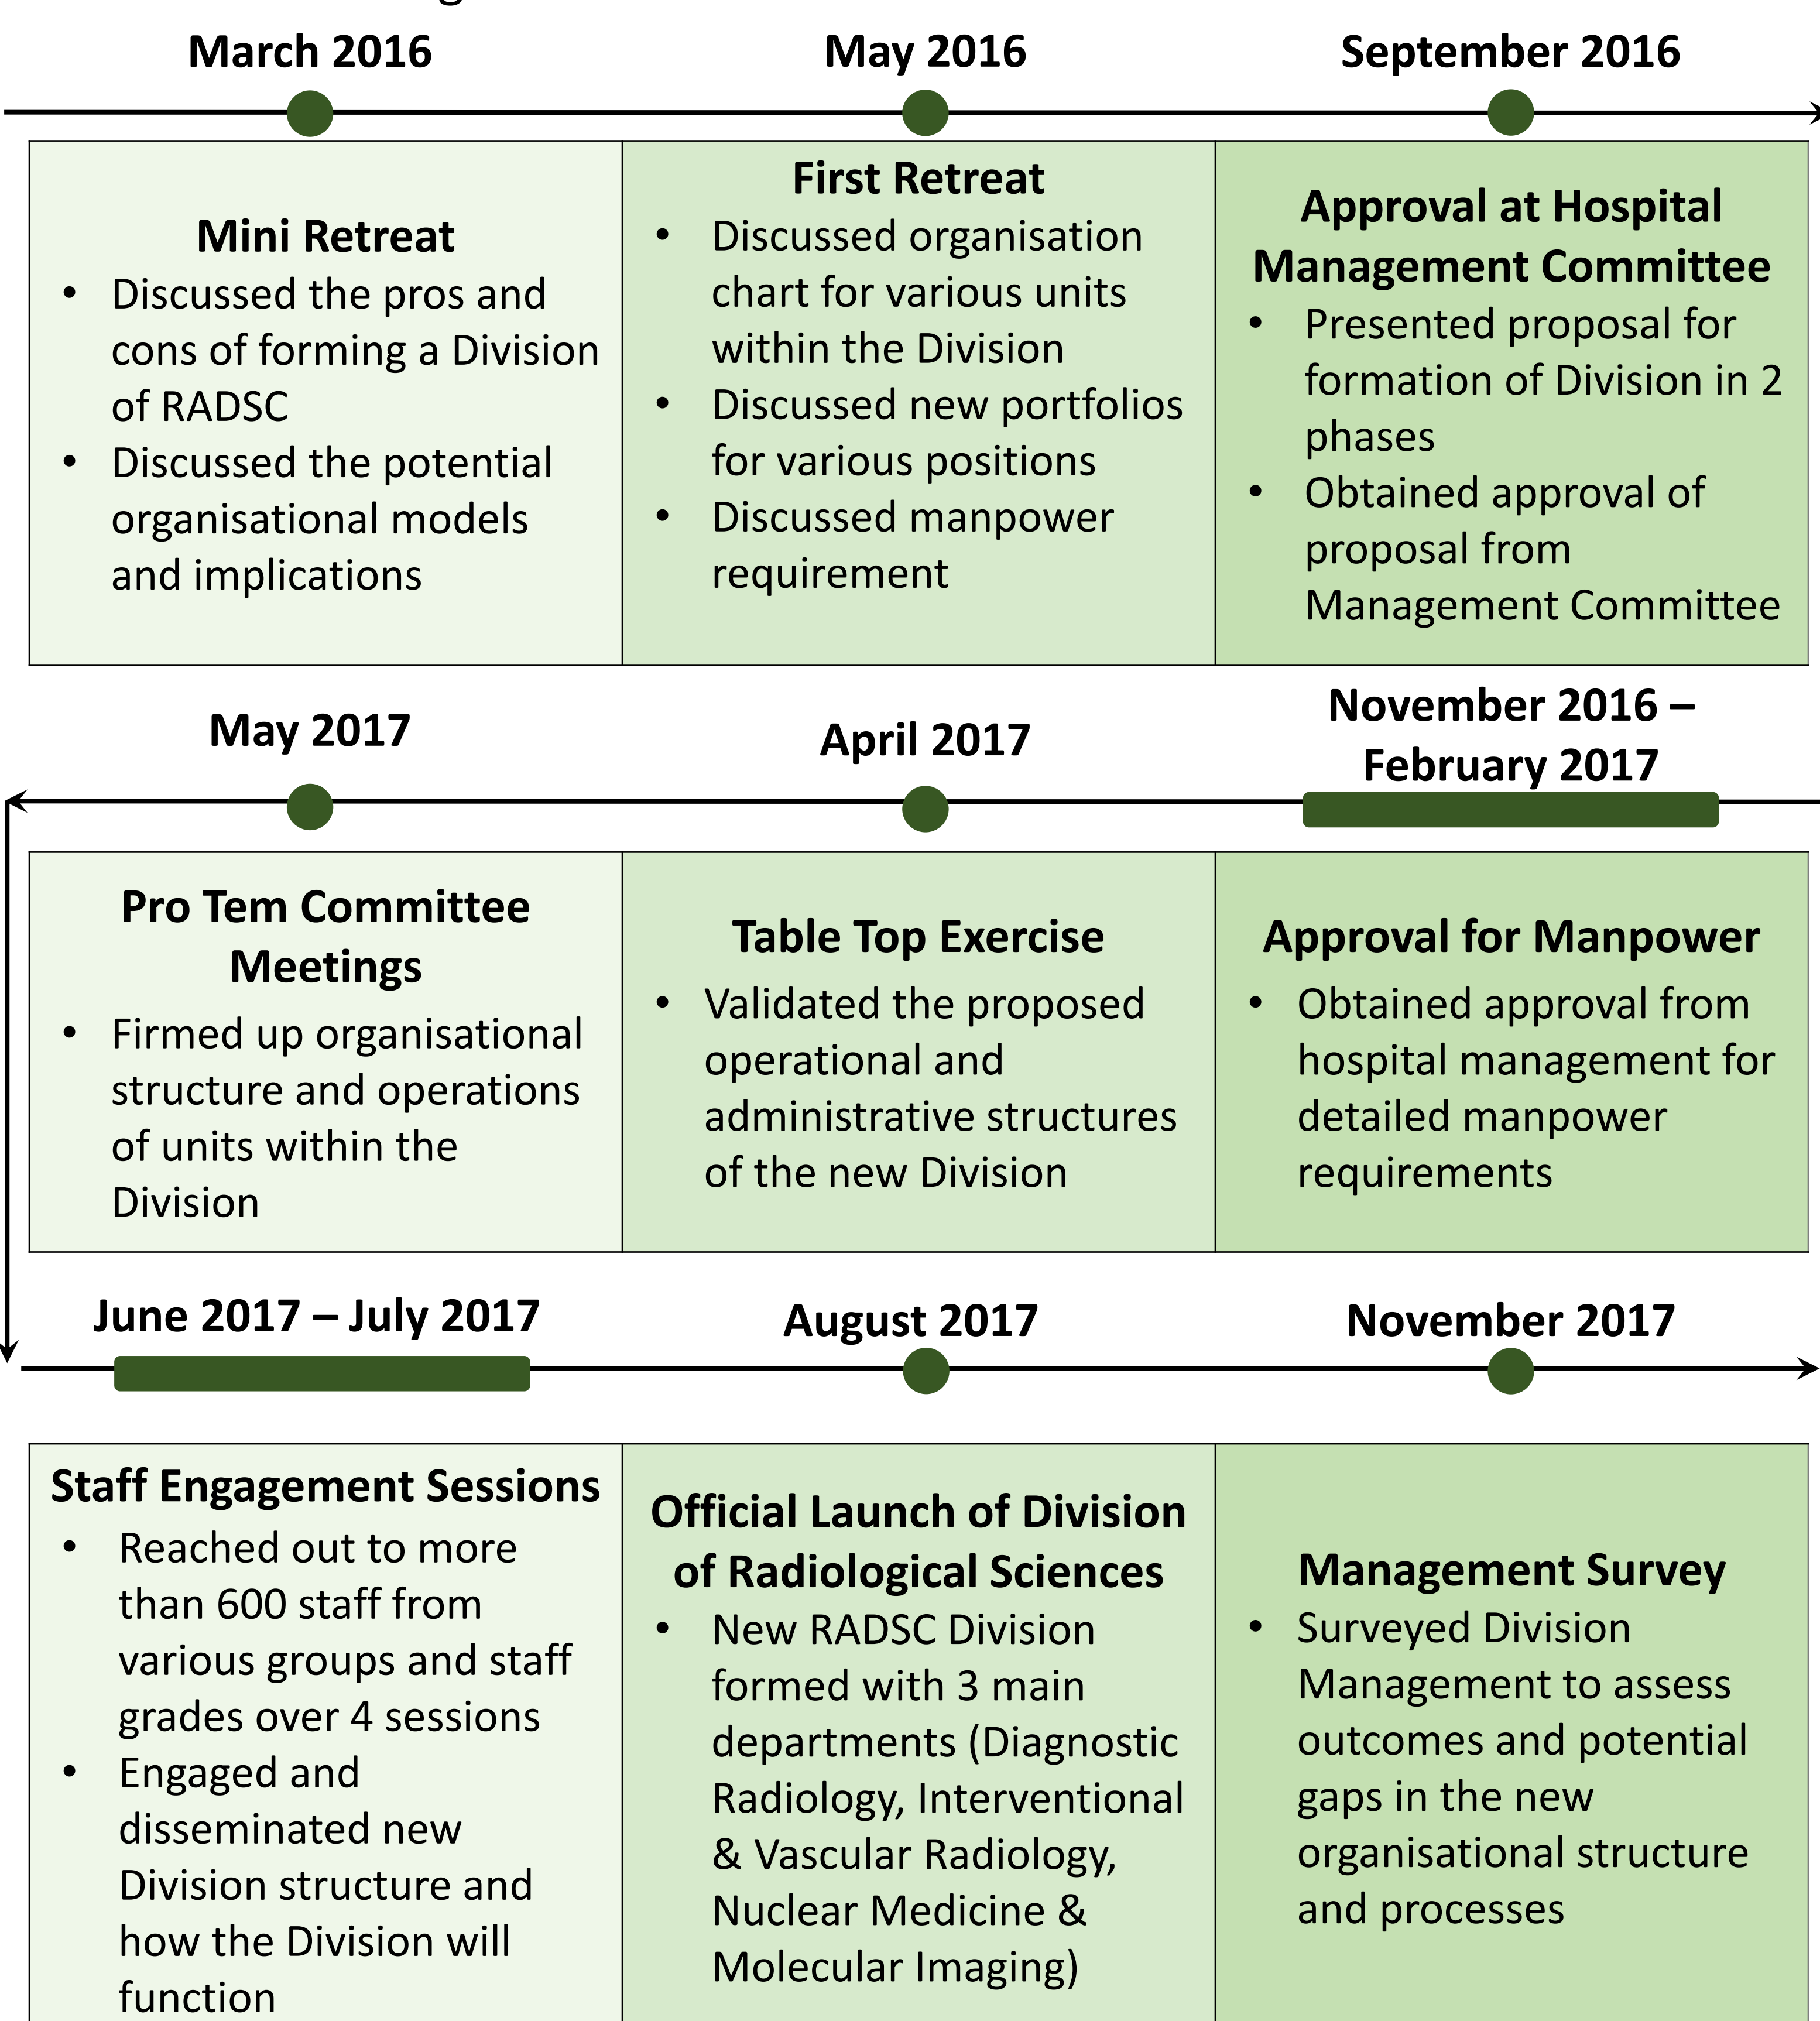 March 2016
May 2016
September 2016
Mini Retreat
• Discussed the pros and
cons of forming a Division
of RADSC
• Discussed the potential
organisational models
and implications
First Retreat
• Discussed organisation
chart for various units
within the Division
• Discussed new portfolios
for various positions
• Discussed manpower
requirement
Approval at Hospital
Management Committee
• Presented proposal for
formation of Division in 2
phases
• Obtained approval of
proposal from
Management Committee
May 2017
April 2017
November 2016 –
February 2017
Pro Tem Committee
Meetings
• Firmed up organisational
structure and operations
of units within the
Division
Table Top Exercise
• Validated the proposed
operational and
administrative structures
of the new Division
Approval for Manpower
• Obtained approval from
hospital management for
detailed manpower
requirements
June 2017 – July 2017
August 2017
November 2017
Staff Engagement Sessions
• Reached out to more
than 600 staff from
various groups and staff
grades over 4 sessions
• Engaged and
disseminated new
Division structure and
how the Division will
function
Official Launch of Division
of Radiological Sciences
• New RADSC Division
formed with 3 main
departments (Diagnostic
Radiology, Interventional
& Vascular Radiology,
Nuclear Medicine &
Molecular Imaging)
Management Survey
• Surveyed Division
Management to assess
outcomes and potential
gaps in the new
organisational structure
and processes